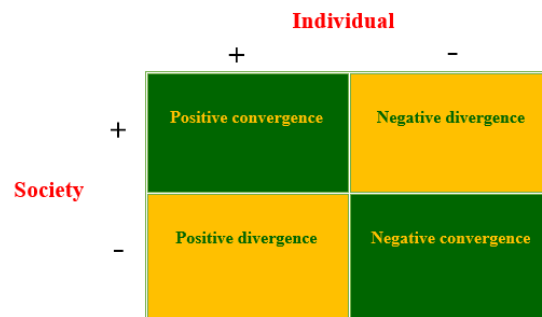 Individual
+ -
+
Positive convergence Negative divergence
Society
-
Positive divergence Negative convergence